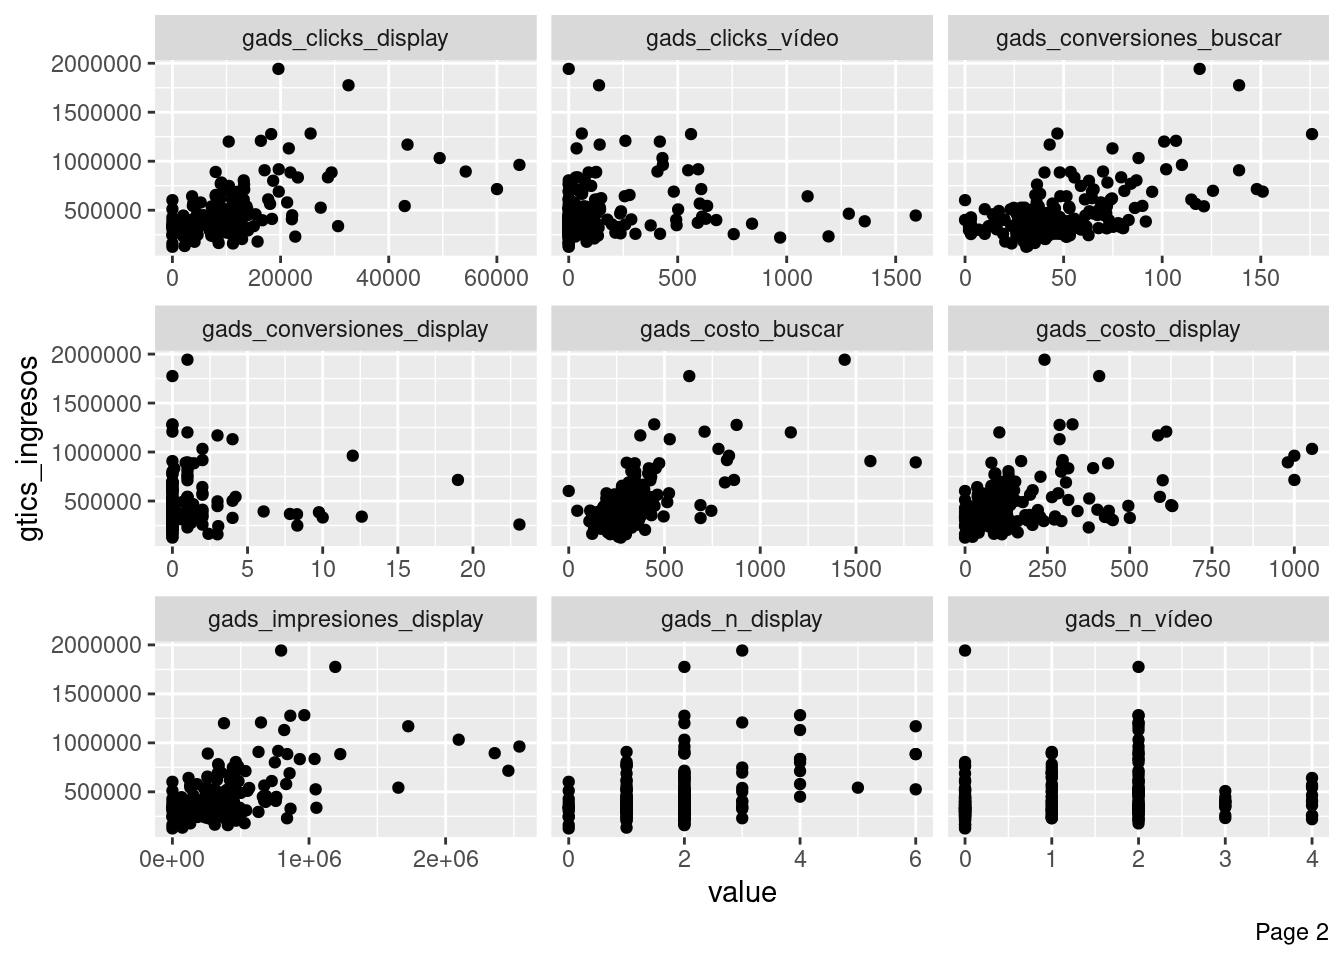 gads_clicks_display gads_clicks_vídeo gads_conversiones_buscar
2000000
1500000
1000000
500000
0 20000 40000 60000 0 500 1000 1500 0 50 100 150
gads_conversiones_display gads_costo_buscar gads_costo_display
2000000
1500000
1000000
500000
0 5 10 15 20 0 500 1000 1500 0 250 500 750 1000
gads_impresiones_display gads_n_display gads_n_vídeo
2000000
1500000
1000000
500000
0e+00 1e+06 2e+06 0 2 4 6 0 1 2 3 4
gtics_ingresos
value
Page 2